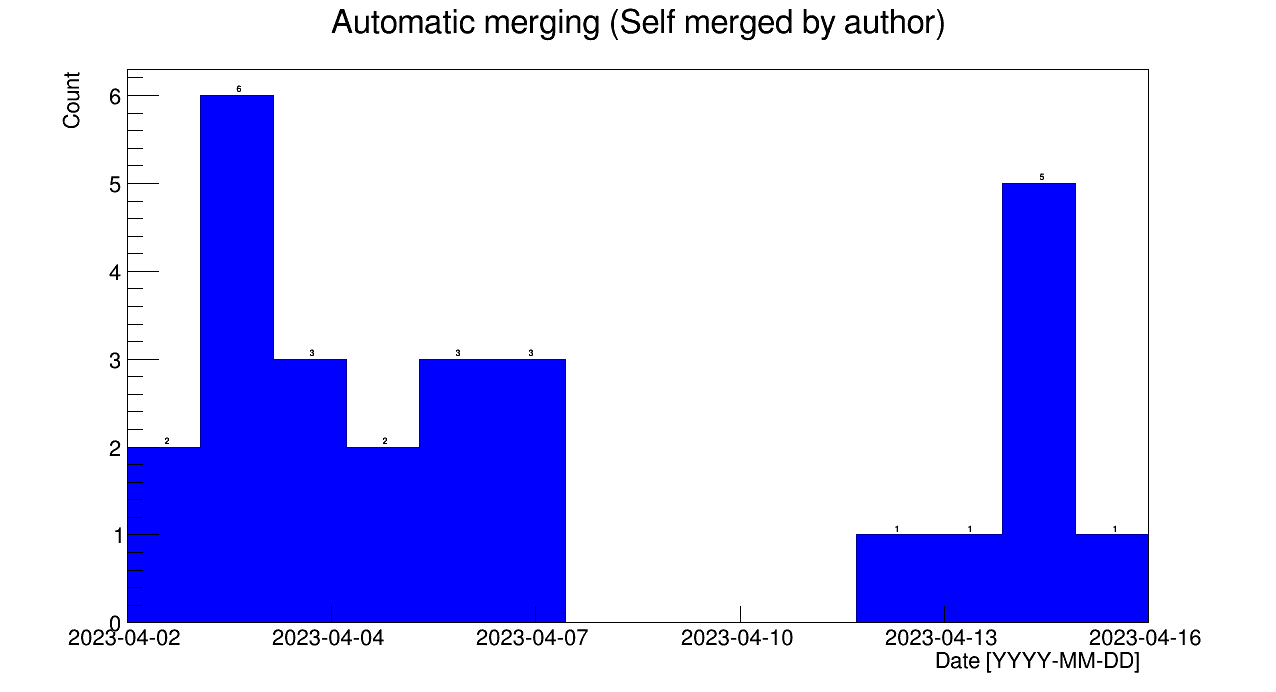 Automatic merging (Self merged by author)
Count
6
5
4
3
2
1
0
2 6 3 2 3 3 1 1 5 1
2023-04-02 2023-04-04 2023-04-07 2023-04-10 2023-04-13 2023-04-16
Date [YYYY-MM-DD]